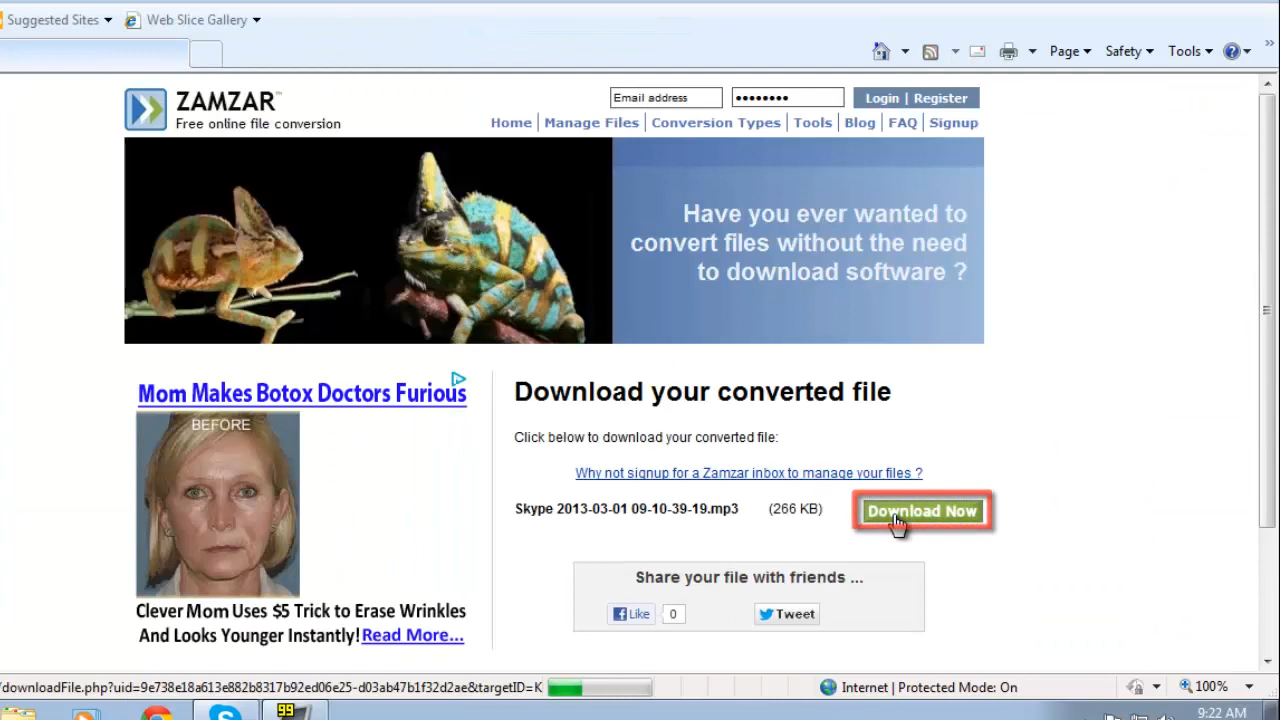 Suggested Sites
Web Slice Gallery
Page
Safety
Tools
ZAMZAR™
Free online file conversion
Email address
Login | Register
Home
Manage Files
Conversion Types
Tools
Blog
FAQ
Signup
Have you ever wanted to
convert files without the need
to download software ?
Mom Makes Botox Doctors Furious
BEFORE
Clever Mom Uses $5 Trick to Erase Wrinkles
And Looks Younger Instantly! Read More...
Download your converted file
Click below to download your converted file:
Why not signup for a Zamzar inbox to manage your files ?
Skype 2013-03-01 09-10-39-19.mp3 (266 KB) Download Now
Share your file with friends ...
Like 0
Tweet
/downloadFile.php?uid=9e738e18a613e882b8317b92ed06e25-d03ab47b1f32d2ae&targetID=K
Internet | Protected Mode: On
100%
99
9:22 AM